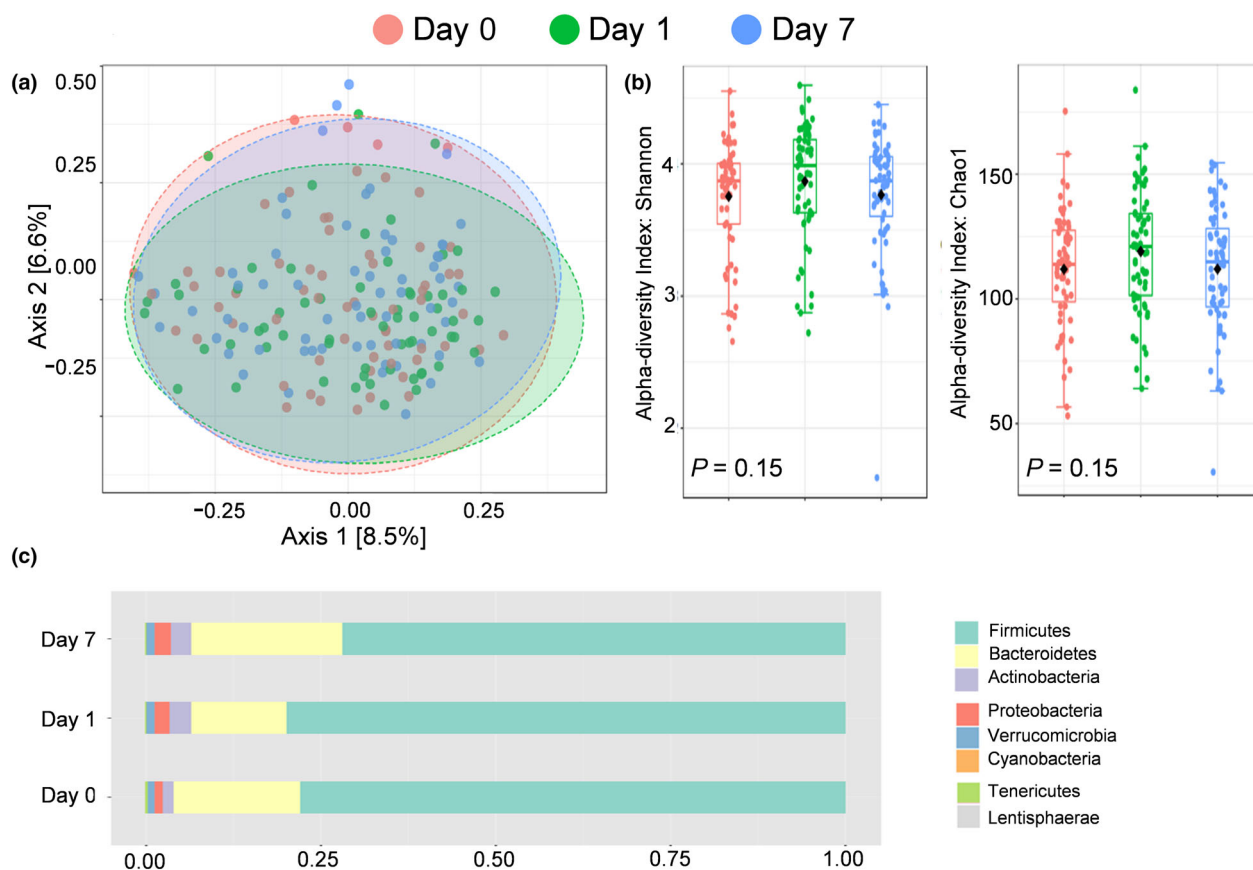 Day 0 Day 1 Day 7
(a)
0.50
0.25
0.00
−0.25
Axis 2 [6.6%]
−0.25 0.00 0.25
Axis 1 [8.5%]
(b)
Alpha-diversity Index: Shannon
4
3
2
P = 0.15
Alpha-diversity Index: Chao1
150
100
50
P = 0.15
(c)
Day 7
Day 1
Day 0
0.00 0.25 0.50 0.75 1.00
Firmicutes
Bacteroidetes
Actinobacteria
Proteobacteria
Verrucomicrobia
Cyanobacteria
Tenericutes
Lentisphaerae